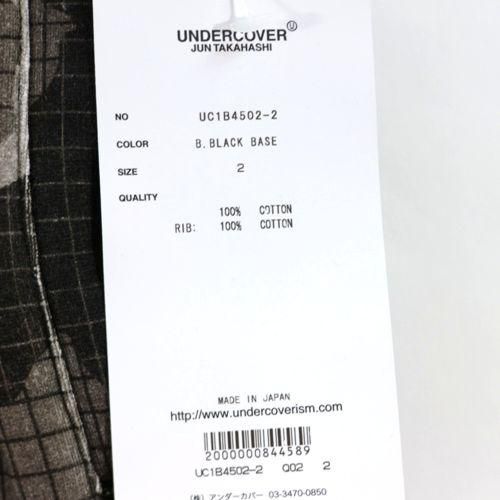 UNDERCOVER
JUN TAKAHASHI
NO UC1B4502-2
COLOR B.BLACK BASE
SIZE 2
QUALITY
100% COTTON
RIB: 100% COTTON
MADE IN JAPAN
http://www.undercoverism.com
2000000844589
UC1B4502-2 Q02 2
(株) アンダーカバー 03-3470-0850